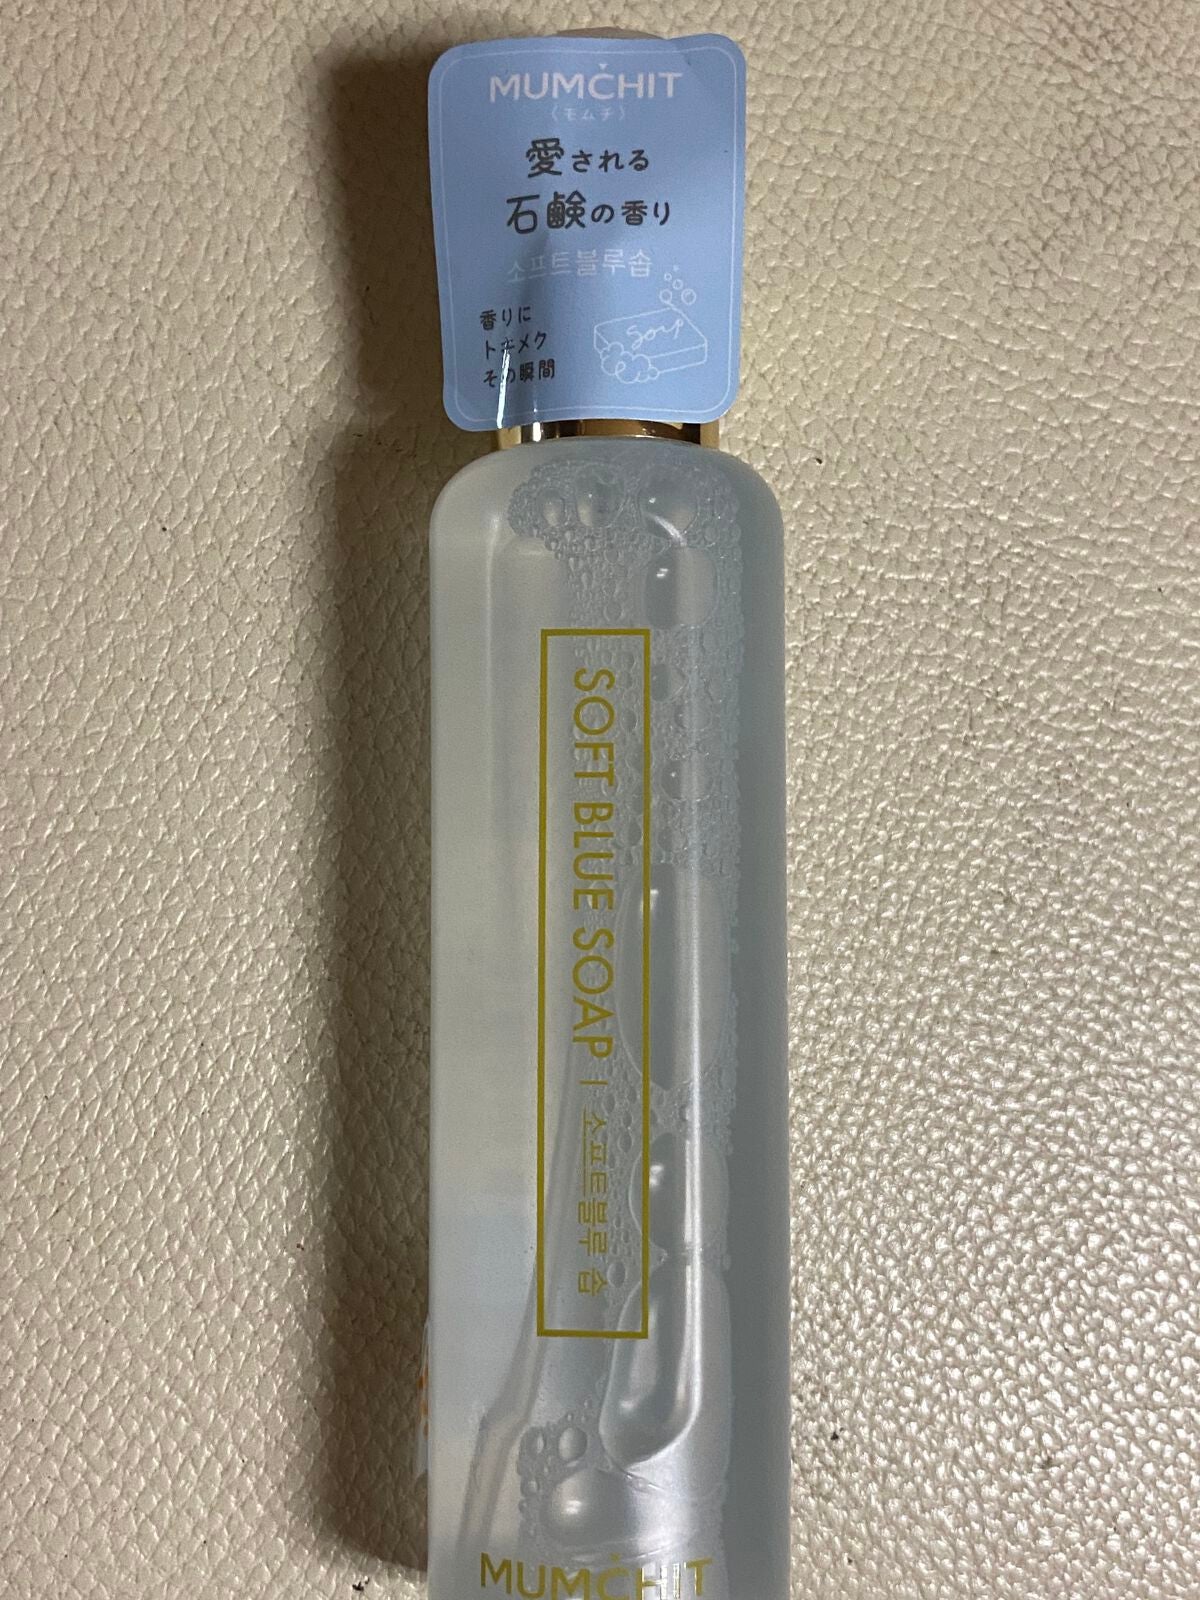 MUMCHIT
〈モムチ〉
愛される
石鹸の香り
소프트블루솝
香りに
トキメク
その瞬間
Soap
SOFT BLUE SOAP | 소프트블루 솝
MUMCHIT